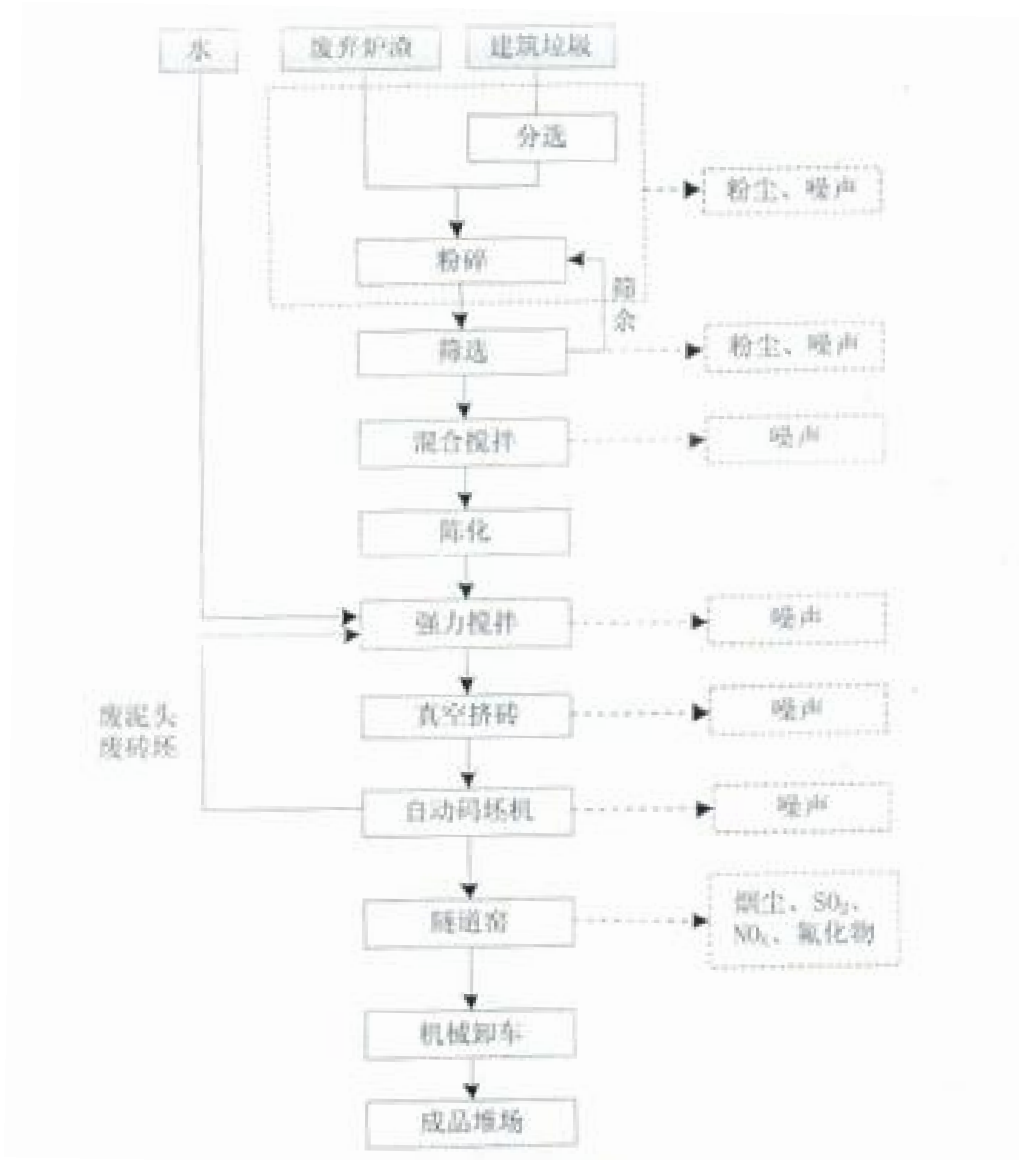 水
废弃炉渣
建筑垃圾
分选
粉尘、噪声
粉碎
筛余
筛选
粉尘、噪声
混合搅拌
噪声
陈化
强力搅拌
噪声
真空挤砖
噪声
废泥头
废砖坯
自动码坯机
噪声
隧道窑
烟尘、SO₂、
NOₓ、氟化物
机械卸车
成品堆场